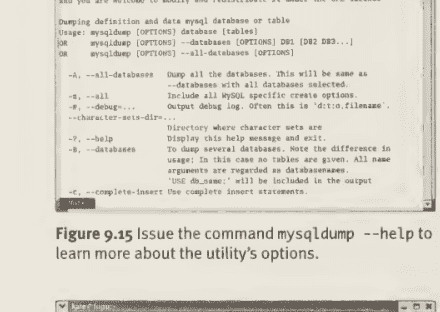 and you are welcome to modify and redistribute it under the GPL license
Dumping definition and data mysql database or table
Usage: mysqldump [OPTIONS] database [tables]
OR     mysqldump [OPTIONS] --databases [OPTIONS] DB1 [DB2 DB3...]
OR     mysqldump [OPTIONS] --all-databases [OPTIONS]
-A, --all-databases   Dump all the databases. This will be same as
--databases with all databases selected.
-a, --all             Include all MySQL specific create options.
-#, --debug=...       Output debug log. Often this is 'd:t:o,filename'.
--character-sets-dir=...
Directory where character sets are
-?, --help            Display this help message and exit.
-B, --databases       To dump several databases. Note the difference in
usage; In this case no tables are given. All name
arguments are regarded as databasenames.
'USE db_name;' will be included in the output
-c, --complete-insert Use complete insert statements.
Figure 9.15 Issue the command mysqldump --help to
learn more about the utility's options.